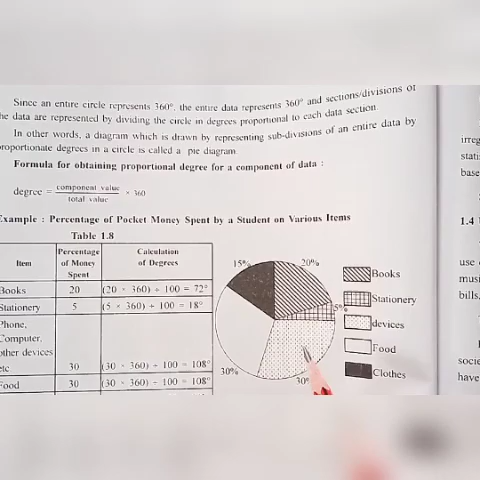 Since an entire circle represents 360°, the entire data represents 360° and sections/divisions of
he data are represented by dividing the circle in degrees proportional to each data section.
In other words, a diagram which is drawn by representing sub-divisions of an entire data by
roportionate degrees in a circle is called a pie diagram
Formula for obtaining proportional degree for a component of data :
degree = component value / total value × 360
Example : Percentage of Pocket Money Spent by a Student on Various Items
Table 1.8
Item Percentage of Money Spent Calculation of Degrees
Books 20 (20 × 360) ÷ 100 = 72°
Stationery 5 (5 × 360) ÷ 100 = 18°
Phone,
Computer,
other devices
etc 30 (30 × 360) ÷ 100 = 108°
Food 30 (30 × 360) ÷ 100 = 108°
15%
20%
5%
30%
30%
Books
Stationery
devices
Food
Clothes
irreg
stati
base
1.4
use
musi
bills,
socie
have